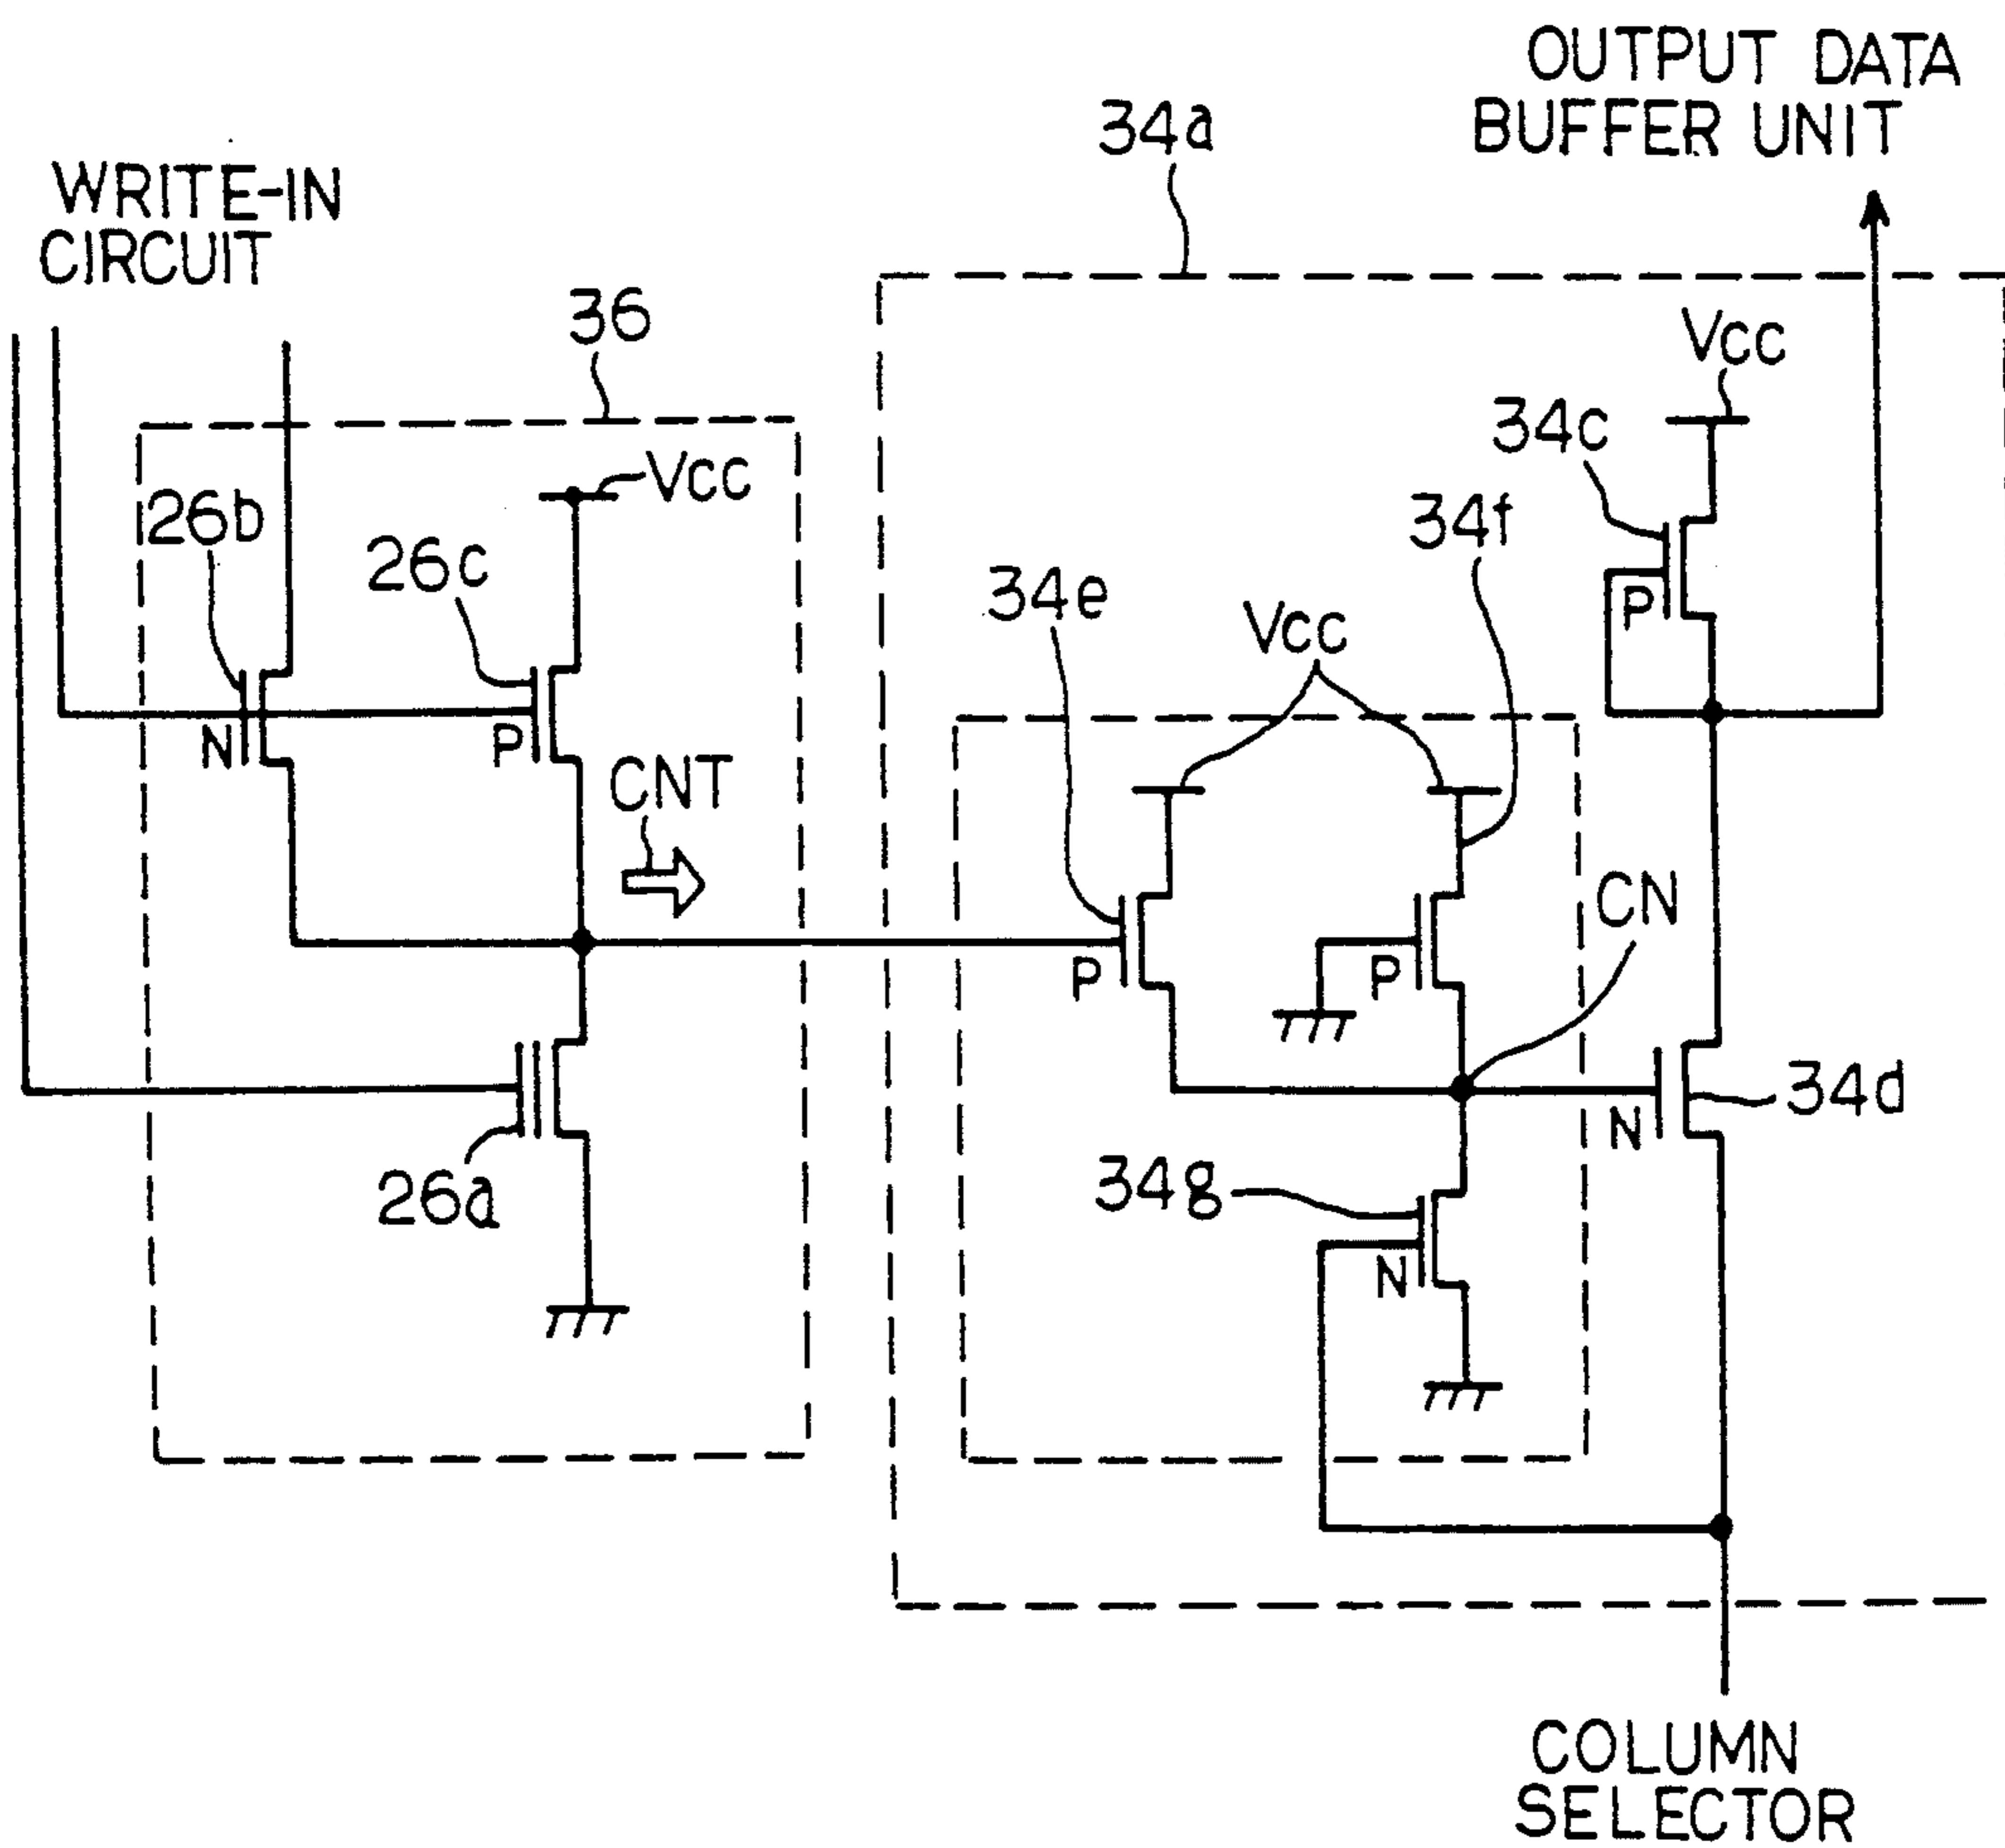 OUTPUT DATA
BUFFER UNIT
34a
WRITE-IN
CIRCUIT
36
Vcc
34c
Vcc
26b
34f
26c
34e
Vcc
P
N
P
CNT
CN
P
P
34d
N
34g
26a
N
COLUMN
SELECTOR